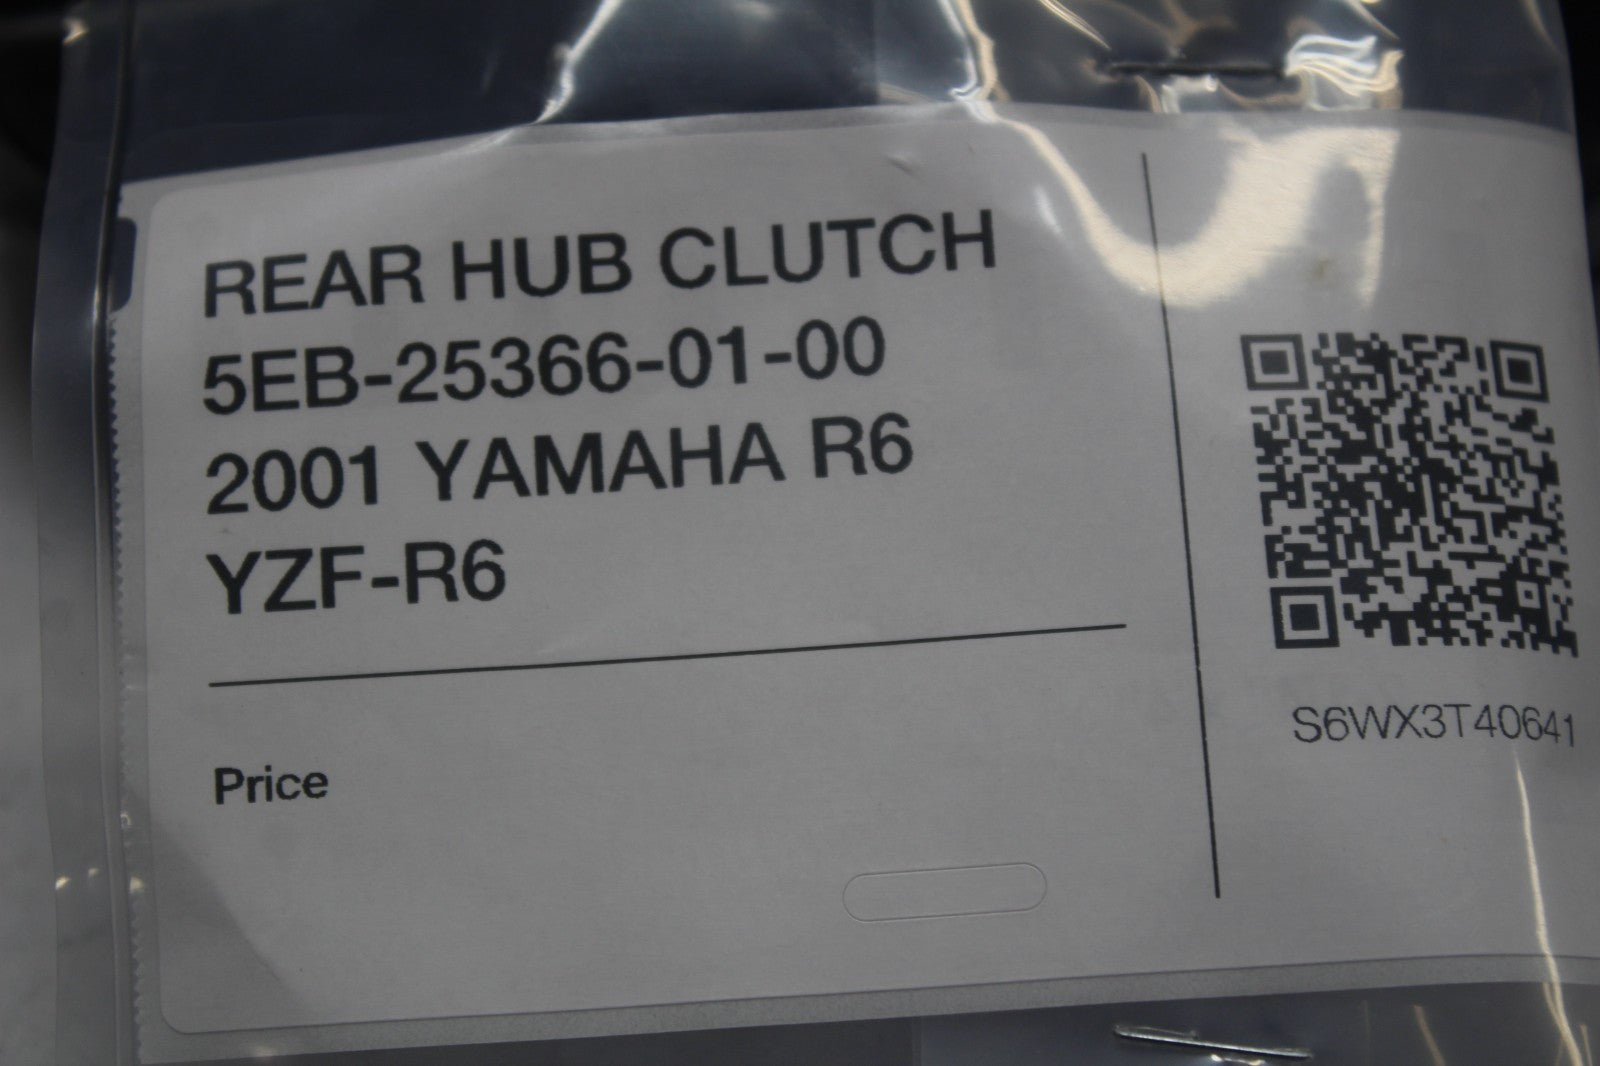 REAR HUB CLUTCH
5EB-25366-01-00
2001 YAMAHA R6
YZF-R6
Price
S6WX3T40641